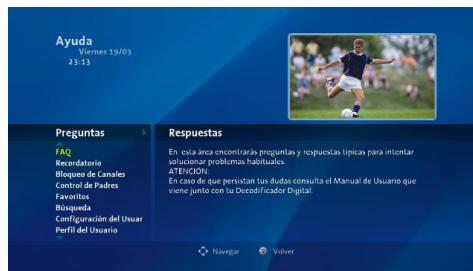 Ayuda
Viernes 19/03
23:13
Preguntas
FAQ
Recordatorio
Bloqueo de Canales
Control de Padres
Favoritos
Búsqueda
Configuración del Usuar
Perfil del Usuario
Respuestas
En esta área encontrarás preguntas y respuestas típicas para intentar
solucionar problemas habituales.
ATENCIÓN:
En caso de que persistan tus dudas consulta el Manual de Usuario que
viene junto con tu Decodificador Digital.
Navegar
Volver